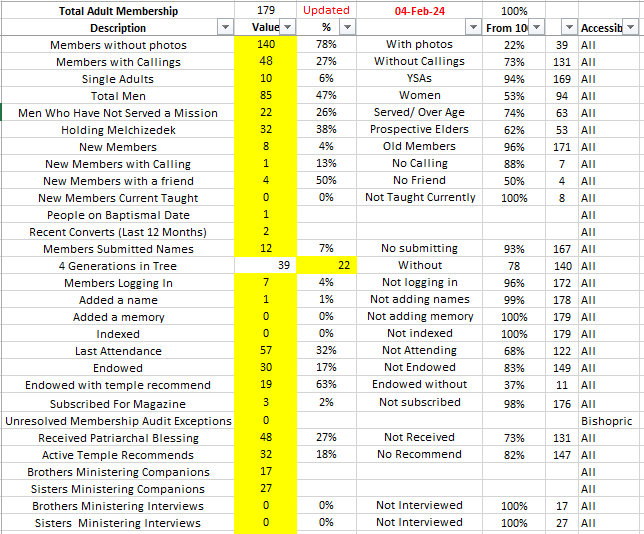 Total Adult Membership 179 Updated 04-Feb-24 100%
Description Value % From 10 Accessib
Members without photos 140 78% With photos 22% 39 All
Members with Callings 48 27% Without Callings 73% 131 All
Single Adults 10 6% YSAs 94% 169 All
Total Men 85 47% Women 53% 94 All
Men Who Have Not Served a Mission 22 26% Served/ Over Age 74% 63 All
Holding Melchizedek 32 38% Prospective Elders 62% 53 All
New Members 8 4% Old Members 96% 171 All
New Members with Calling 1 13% No Calling 88% 7 All
New Members with a friend 4 50% No Friend 50% 4 All
New Members Current Taught 0 0% Not Taught Currently 100% 8 All
People on Baptismal Date 1 All
Recent Converts (Last 12 Months) 2 All
Members Submitted Names 12 7% No submitting 93% 167 All
4 Generations in Tree 39 22 Without 78 140 All
Members Logging In 7 4% Not logging in 96% 172 All
Added a name 1 1% Not adding names 99% 178 All
Added a memory 0 0% Not adding memory 100% 179 All
Indexed 0 0% Not indexed 100% 179 All
Last Attendance 57 32% Not Attending 68% 122 All
Endowed 30 17% Not Endowed 83% 149 All
Endowed with temple recommend 19 63% Endowed without 37% 11 All
Subscribed For Magazine 3 2% Not subscribed 98% 176 All
Unresolved Membership Audit Exceptions 0 Bishopric
Received Patriarchal Blessing 48 27% Not Received 73% 131 All
Active Temple Recommends 32 18% No Recommend 82% 147 All
Brothers Ministering Companions 17 All
Sisters Ministering Companions 27 All
Brothers Ministering Interviews 0 0% Not Interviewed 100% 17 All
Sisters Ministering Interviews 0 0% Not Interviewed 100% 27 All